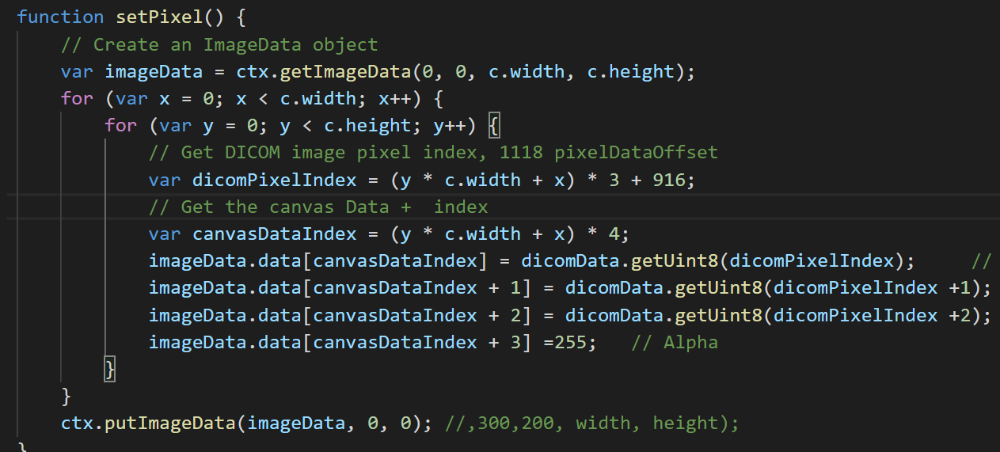 function setPixel() {
// Create an ImageData object
var imageData = ctx.getImageData(0, 0, c.width, c.height);
for (var x = 0; x < c.width; x++) {
for (var y = 0; y < c.height; y++) {
// Get DICOM image pixel index, 1118 pixelDataOffset
var dicomPixelIndex = (y * c.width + x) * 3 + 916;
// Get the canvas Data +  index
var canvasDataIndex = (y * c.width + x) * 4;
imageData.data[canvasDataIndex] = dicomData.getUint8(dicomPixelIndex);     //
imageData.data[canvasDataIndex + 1] = dicomData.getUint8(dicomPixelIndex +1);
imageData.data[canvasDataIndex + 2] = dicomData.getUint8(dicomPixelIndex +2);
imageData.data[canvasDataIndex + 3] =255;   // Alpha
}
}
ctx.putImageData(imageData, 0, 0); //,300,200, width, height);
}